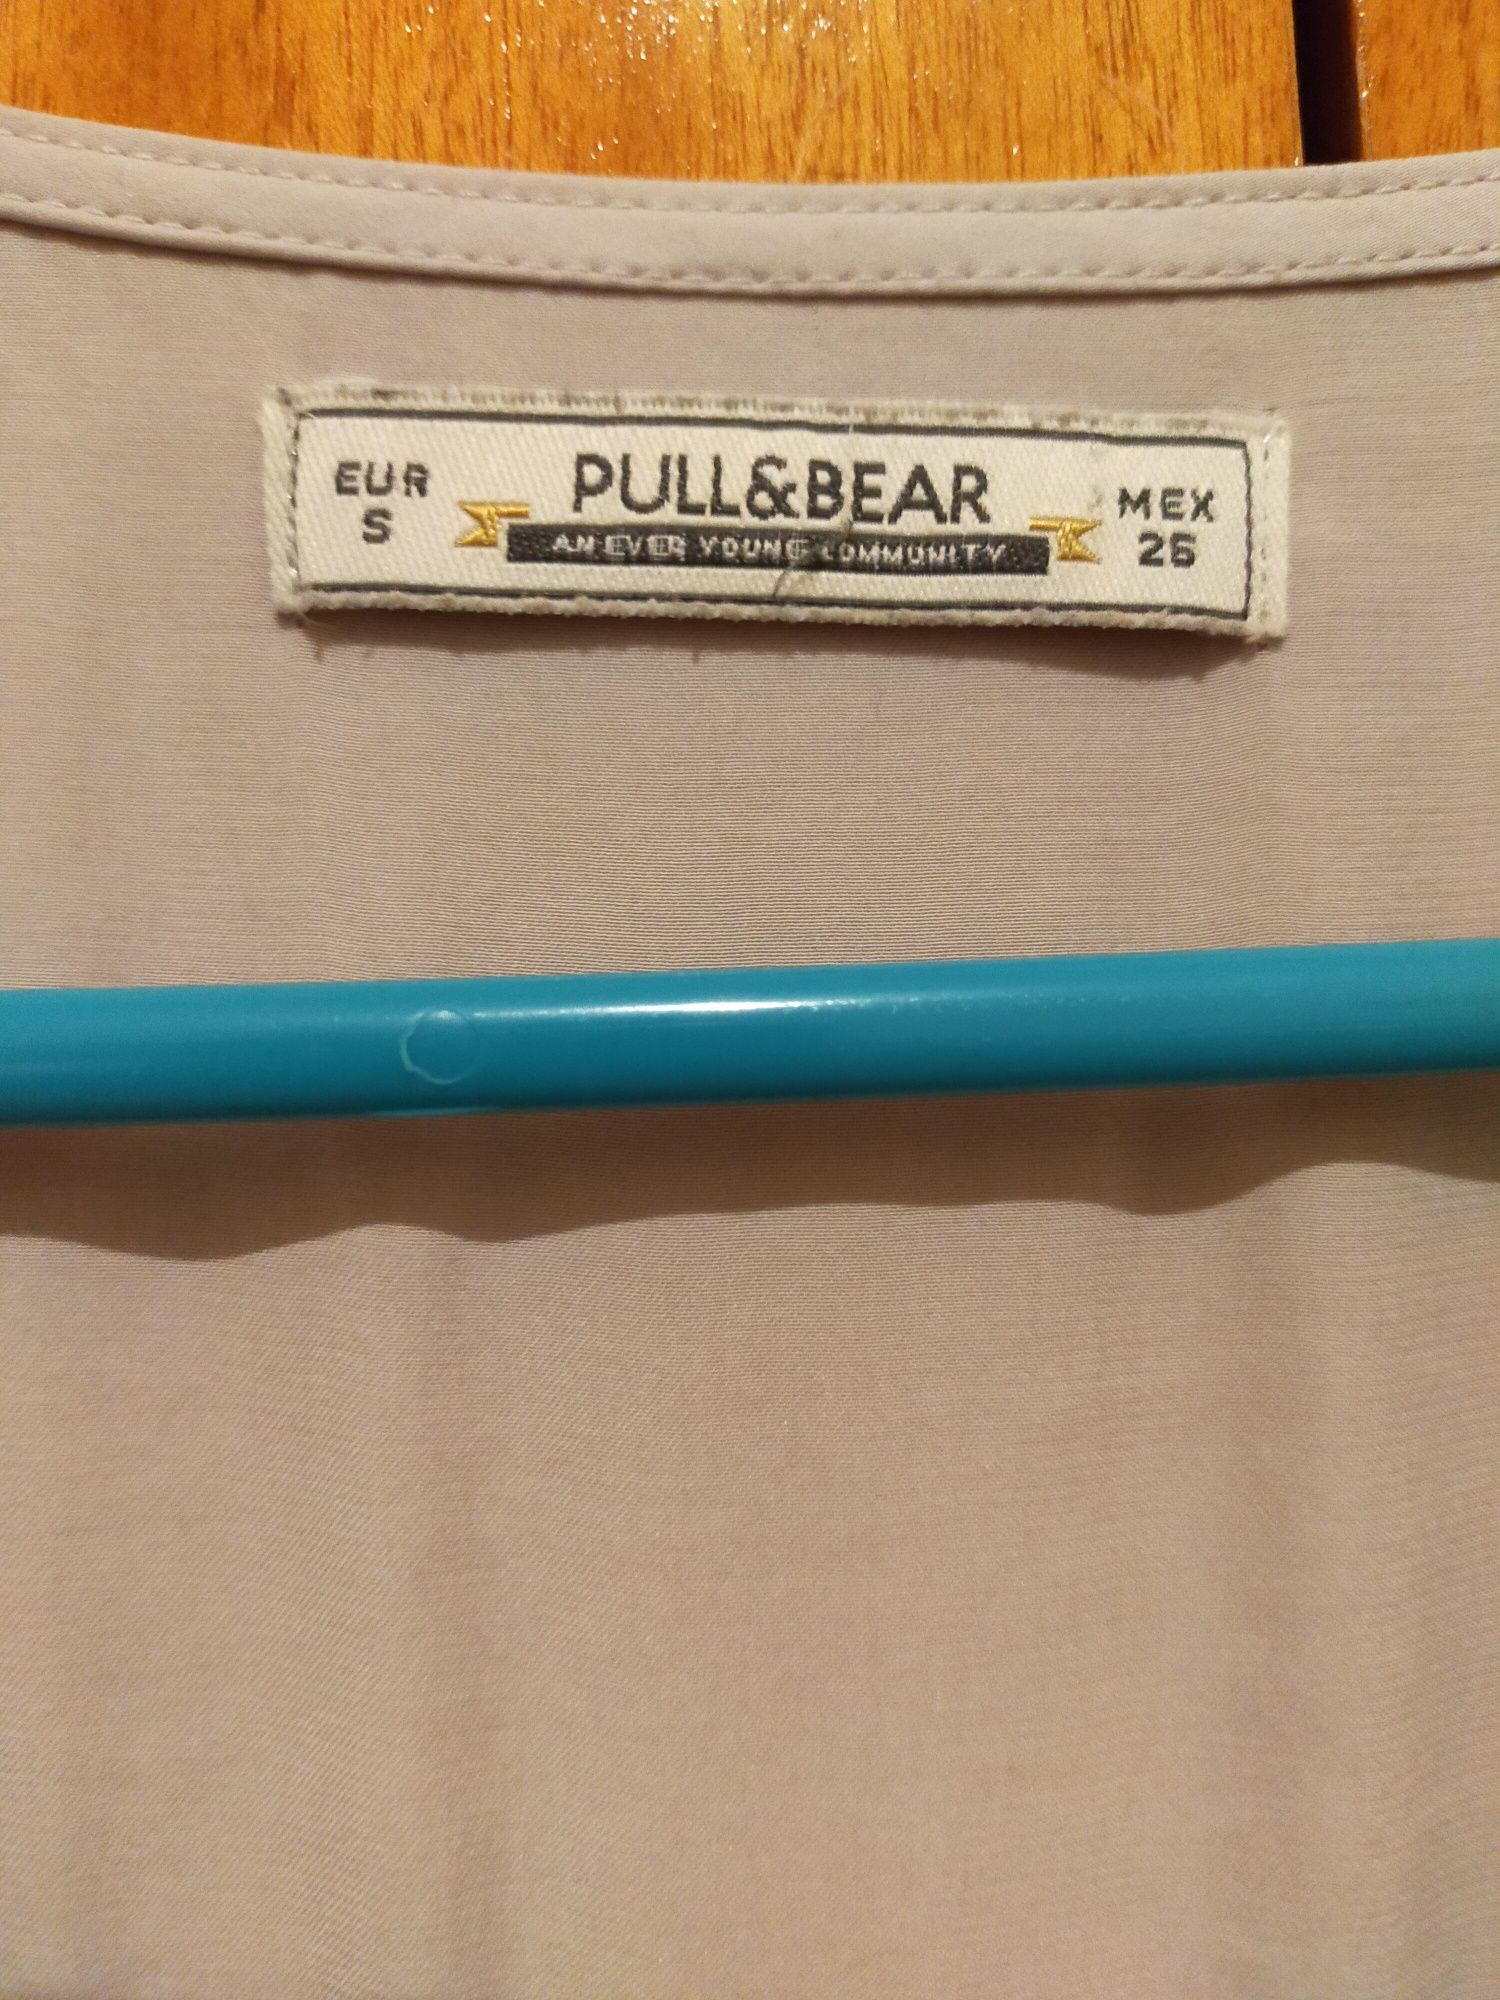 PULL&BEAR
EUR
S
AN EVER YOUNG COMMUNITY
MEX
26